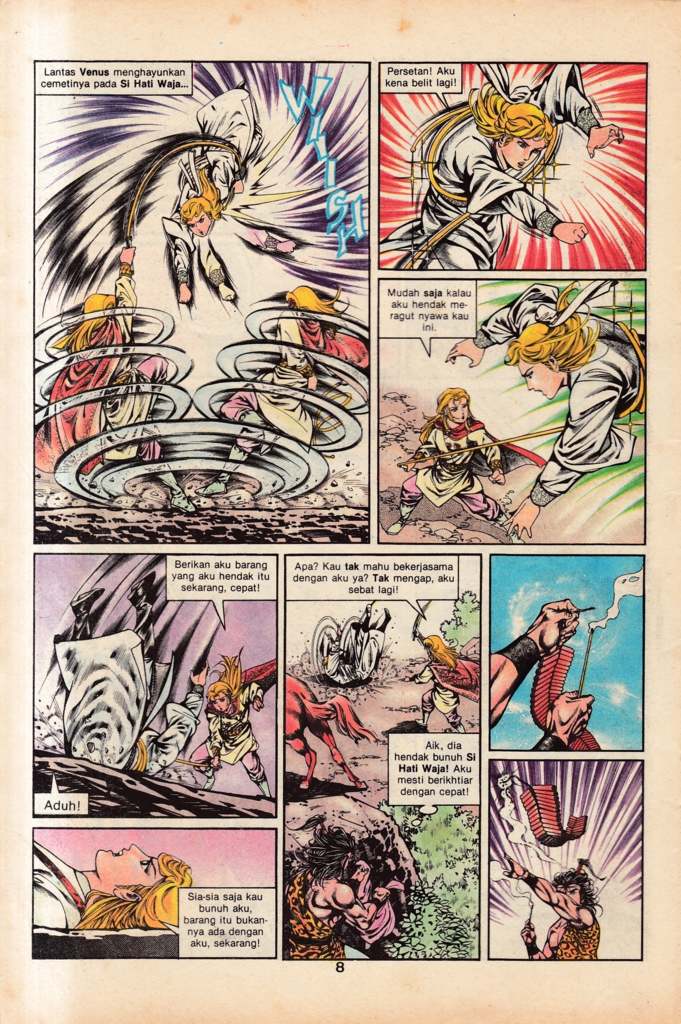 Lantas Venus menghayunkan
cemetinya pada Si Hati Waja...
WHISH
Persetan! Aku
kena belit lagi!
Mudah saja kalau
aku hendak me-
ragut nyawa kau
ini.
Berikan aku barang
yang aku hendak itu
sekarang, cepat!
Aduh!
Sia-sia saja kau
bunuh aku,
barang itu bukan-
nya ada dengan
aku, sekarang!
Apa? Kau tak mahu bekerjasama
dengan aku ya? Tak mengap, aku
sebat lagi!
Aik, dia
hendak bunuh Si
Hati Waja! Aku
mesti berikhtiar
dengan cepat!
8